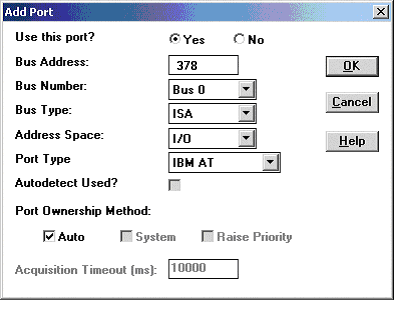 Add Port
Use this port? Yes No
Bus Address: 378 OK
Bus Number: Bus 0
Bus Type: ISA Cancel
Address Space: I/O Help
Port Type IBM AT
Autodetect Used?
Port Ownership Method:
Auto System Raise Priority
Acquisition Timeout (ms): 10000